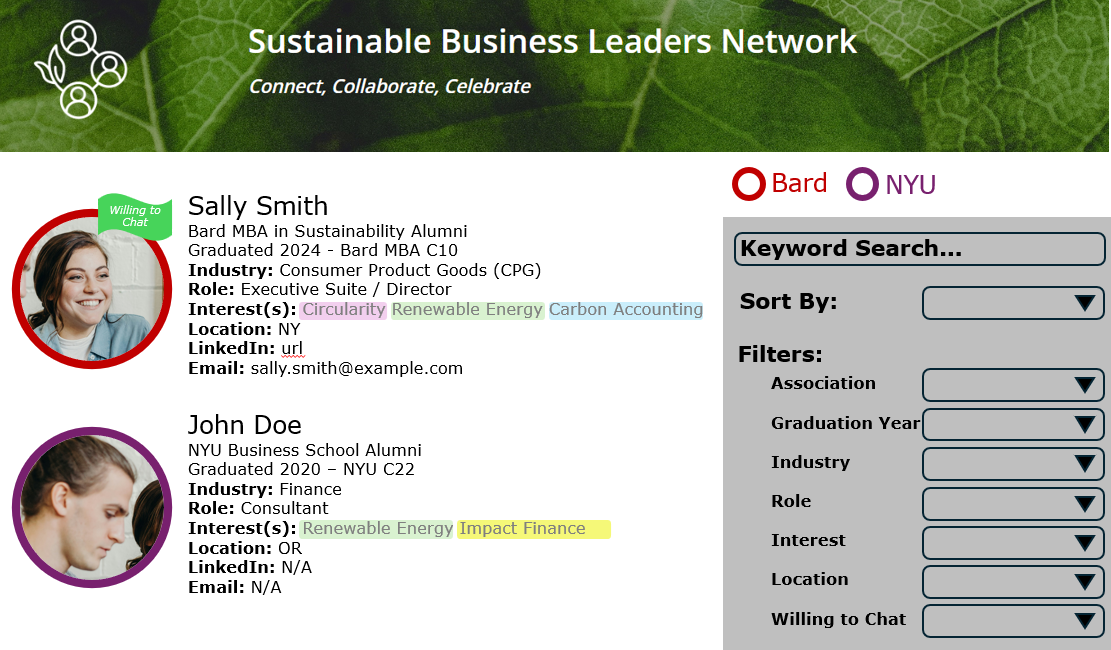 Sustainable Business Leaders Network
Connect, Collaborate, Celebrate
Bard
NYU
Willing to
Chat
Sally Smith
Bard MBA in Sustainability Alumni
Graduated 2024 - Bard MBA C10
Industry: Consumer Product Goods (CPG)
Role: Executive Suite / Director
Interest(s): Circularity Renewable Energy Carbon Accounting
Location: NY
LinkedIn: url
Email: sally.smith@example.com
John Doe
NYU Business School Alumni
Graduated 2020 – NYU C22
Industry: Finance
Role: Consultant
Interest(s): Renewable Energy Impact Finance
Location: OR
LinkedIn: N/A
Email: N/A
Keyword Search...
Sort By:
Filters:
Association
Graduation Year
Industry
Role
Interest
Location
Willing to Chat